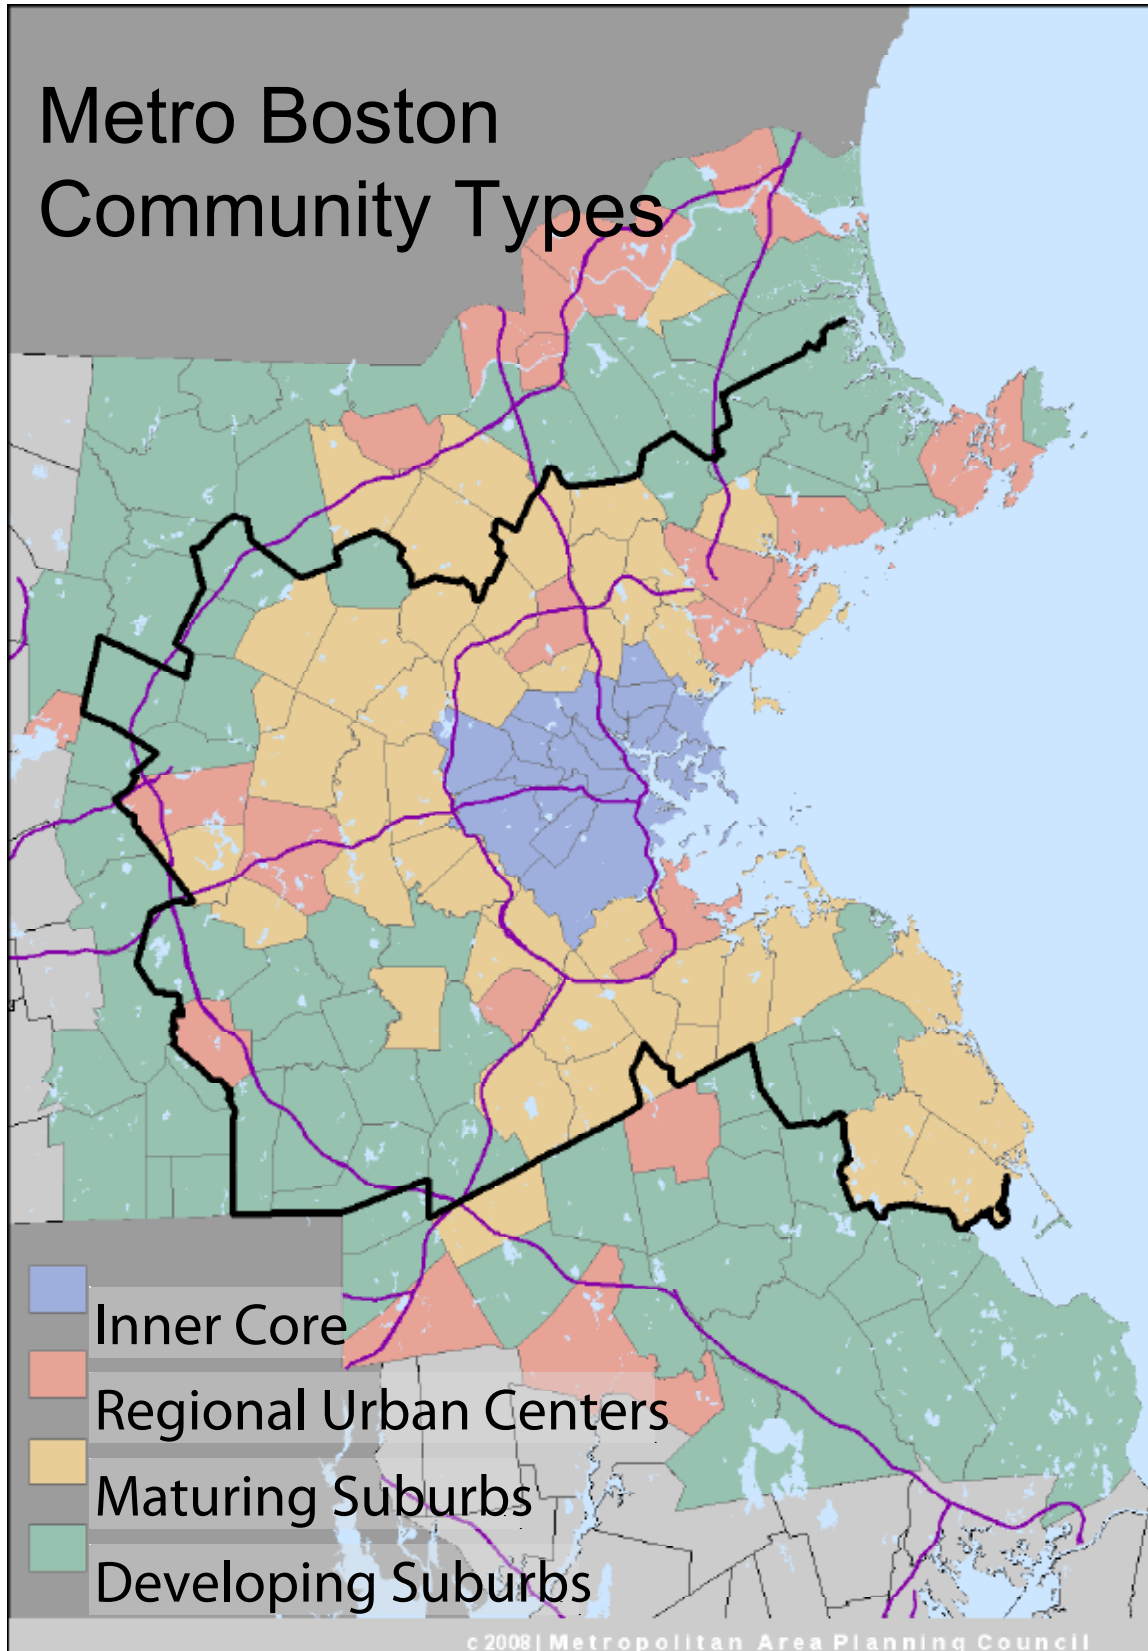 Metro Boston
Community Types
Inner Core
Regional Urban Centers
Maturing Suburbs
Developing Suburbs
c 2008 | Metropolitan Area Planning Council